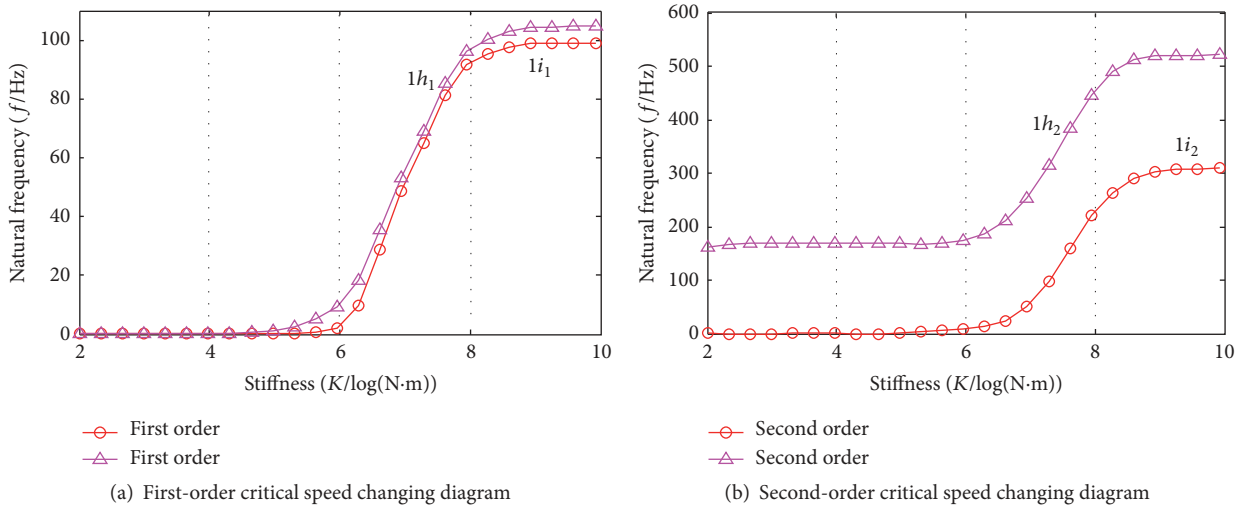 100
80
60
40
20
0
Natural frequency (f/Hz)
1h₁
1i₁
2 4 6 8 10
Stiffness (K/log(N·m))
First order
First order
(a) First-order critical speed changing diagram
600
500
400
300
200
100
0
Natural frequency (f/Hz)
1h₂
1i₂
2 4 6 8 10
Stiffness (K/log(N·m))
Second order
Second order
(b) Second-order critical speed changing diagram